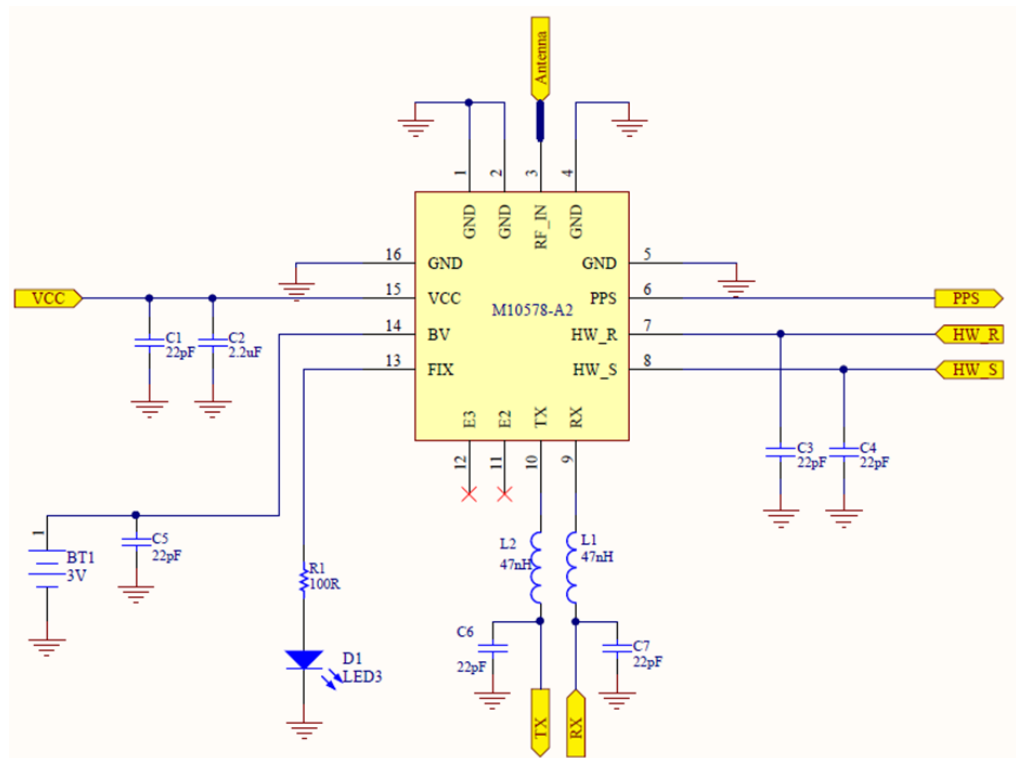 Antenna
1
2
3
4
GND
GND
RF_IN
GND
16
GND
GND
5
VCC
15
VCC
PPS
6
PPS
M10578-A2
14
BV
HW_R
7
HW_R
13
FIX
HW_S
8
HW_S
C1
22pF
C2
2.2uF
E3
E2
TX
RX
12
11
10
9
C3
22pF
C4
22pF
1
BT1
3V
C5
22pF
L2
47nH
L1
47nH
R1
100R
C6
22pF
C7
22pF
D1
LED3
TX
RX